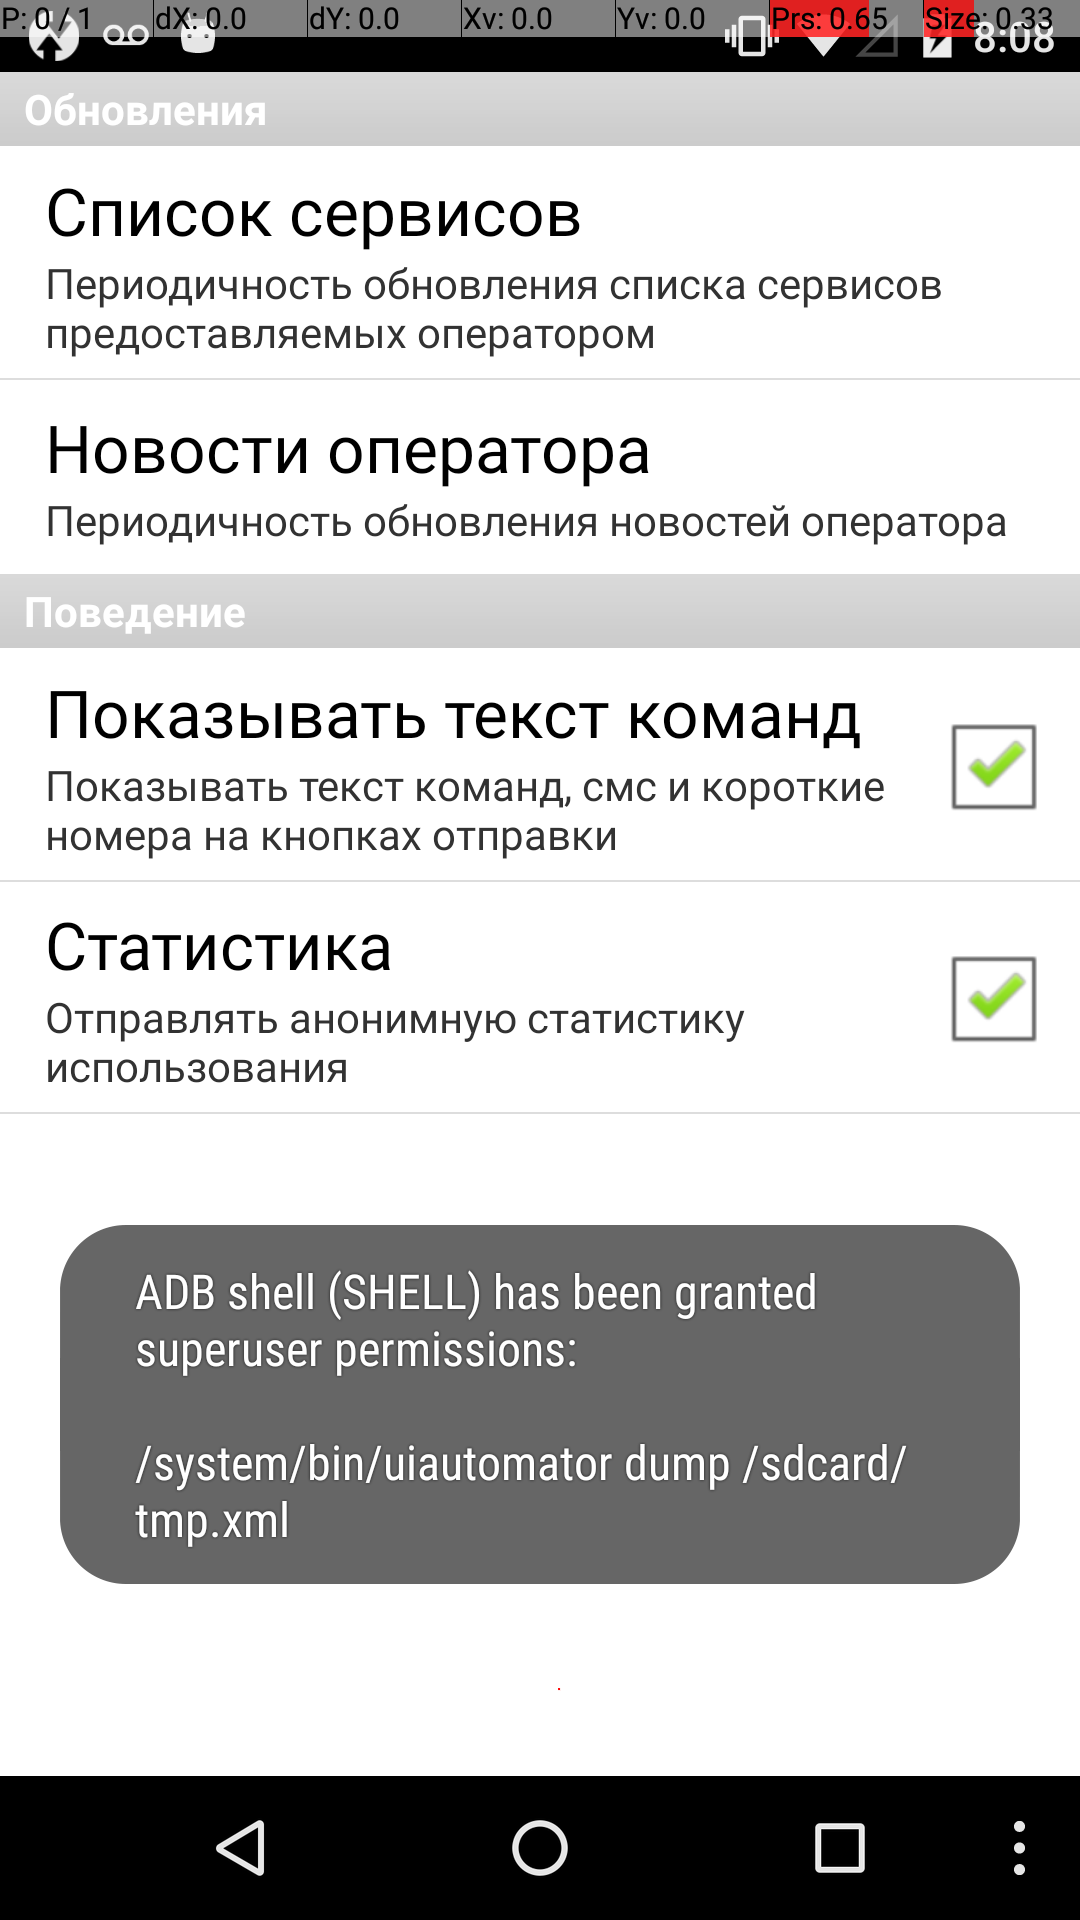 P: 0 / 1 dX: 0.0 dY: 0.0 Xv: 0.0 Yv: 0.0 Prs: 0.65 Size: 0.33
8:08
Обновления
Список сервисов
Периодичность обновления списка сервисов
предоставляемых оператором
Новости оператора
Периодичность обновления новостей оператора
Поведение
Показывать текст команд
Показывать текст команд, смс и короткие
номера на кнопках отправки
Статистика
Отправлять анонимную статистику
использования
ADB shell (SHELL) has been granted
superuser permissions:
/system/bin/uiautomator dump /sdcard/
tmp.xml